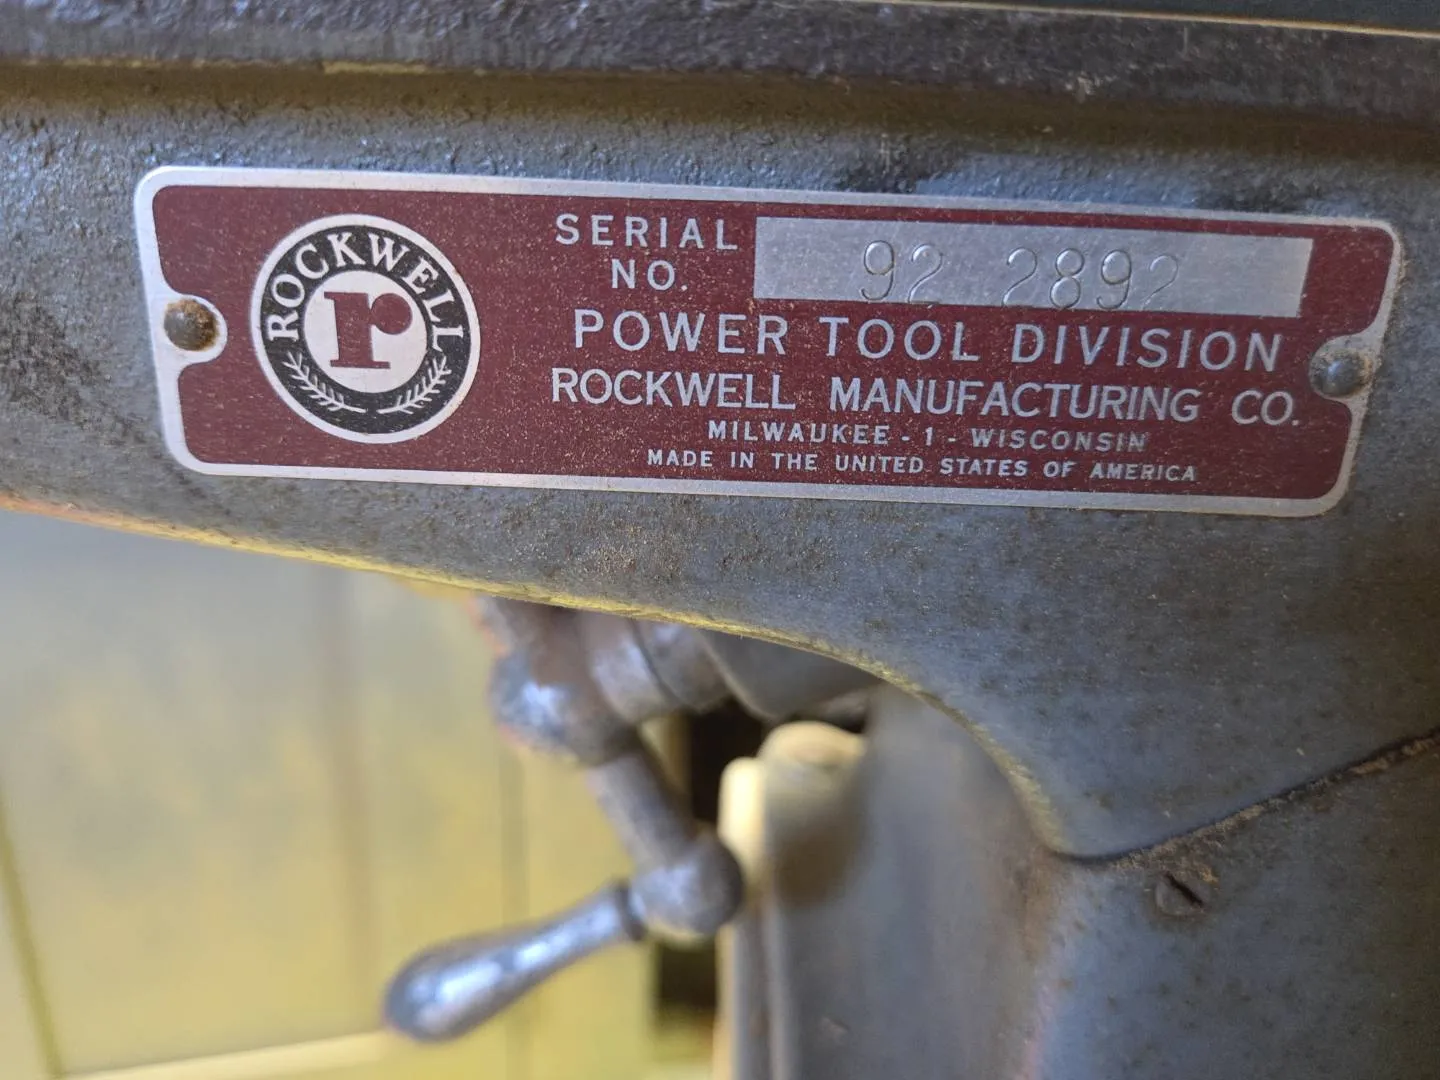 ROCKWELL
r
SERIAL
NO. 92 2892
POWER TOOL DIVISION
ROCKWELL MANUFACTURING CO.
MILWAUKEE - 1 - WISCONSIN
MADE IN THE UNITED STATES OF AMERICA